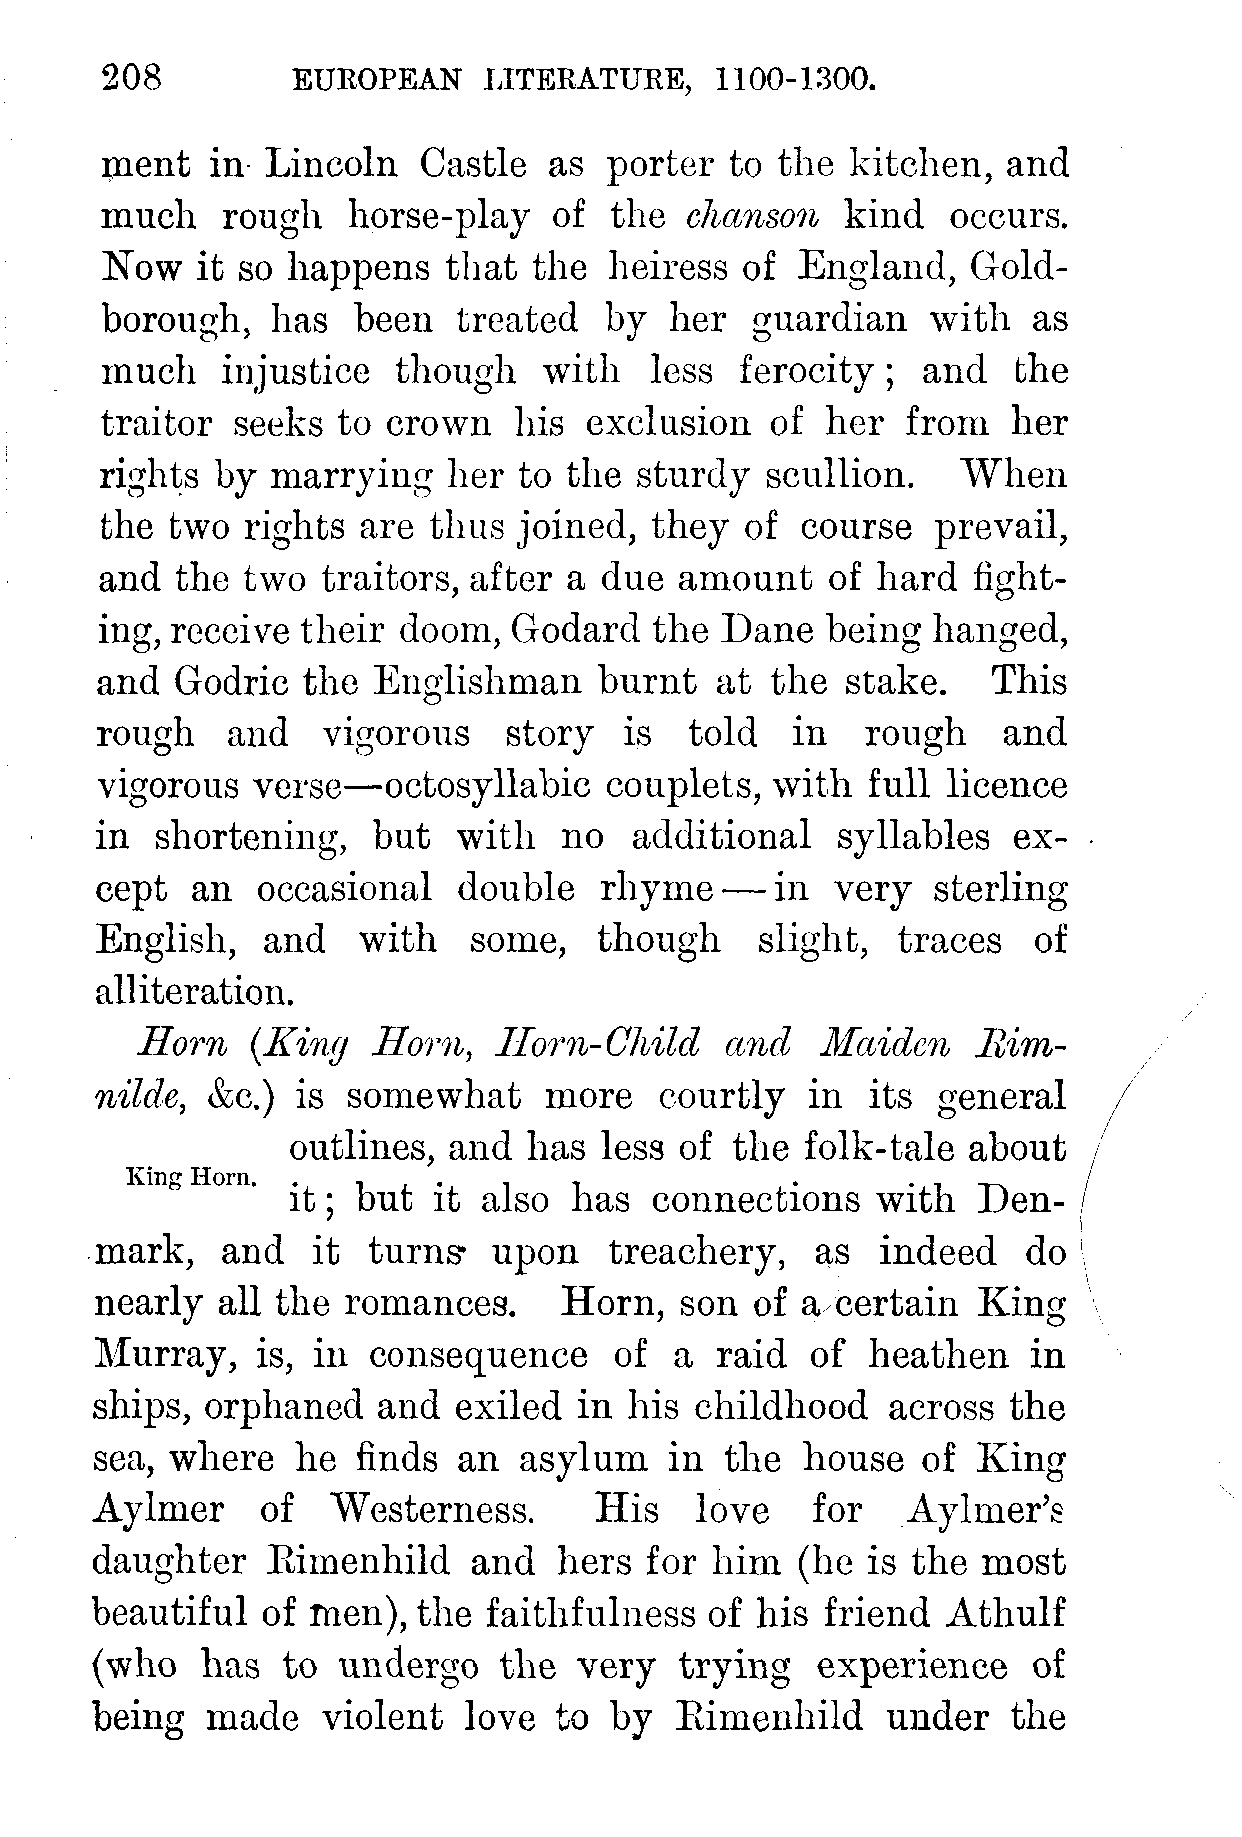 208 EUROPEAN LITERATURE, 1100-1300.
ment in Lincoln Castle as porter to the kitchen, and
much rough horse-play of the chanson kind occurs.
Now it so happens that the heiress of England, Gold-
borough, has been treated by her guardian with as
much injustice though with less ferocity; and the
traitor seeks to crown his exclusion of her from her
rights by marrying her to the sturdy scullion. When
the two rights are thus joined, they of course prevail,
and the two traitors, after a due amount of hard fight-
ing, receive their doom, Godard the Dane being hanged,
and Godric the Englishman burnt at the stake. This
rough and vigorous story is told in rough and
vigorous verse—octosyllabic couplets, with full licence
in shortening, but with no additional syllables ex-
cept an occasional double rhyme—in very sterling
English, and with some, though slight, traces of
alliteration.
Horn (King Horn, Horn-Child and Maiden Rim-
nilde, &c.) is somewhat more courtly in its general
outlines, and has less of the folk-tale about
King Horn.
it; but it also has connections with Den-
mark, and it turns upon treachery, as indeed do
nearly all the romances. Horn, son of a certain King
Murray, is, in consequence of a raid of heathen in
ships, orphaned and exiled in his childhood across the
sea, where he finds an asylum in the house of King
Aylmer of Westerness. His love for Aylmer's
daughter Rimenhild and hers for him (he is the most
beautiful of men), the faithfulness of his friend Athulf
(who has to undergo the very trying experience of
being made violent love to by Rimenhild under the